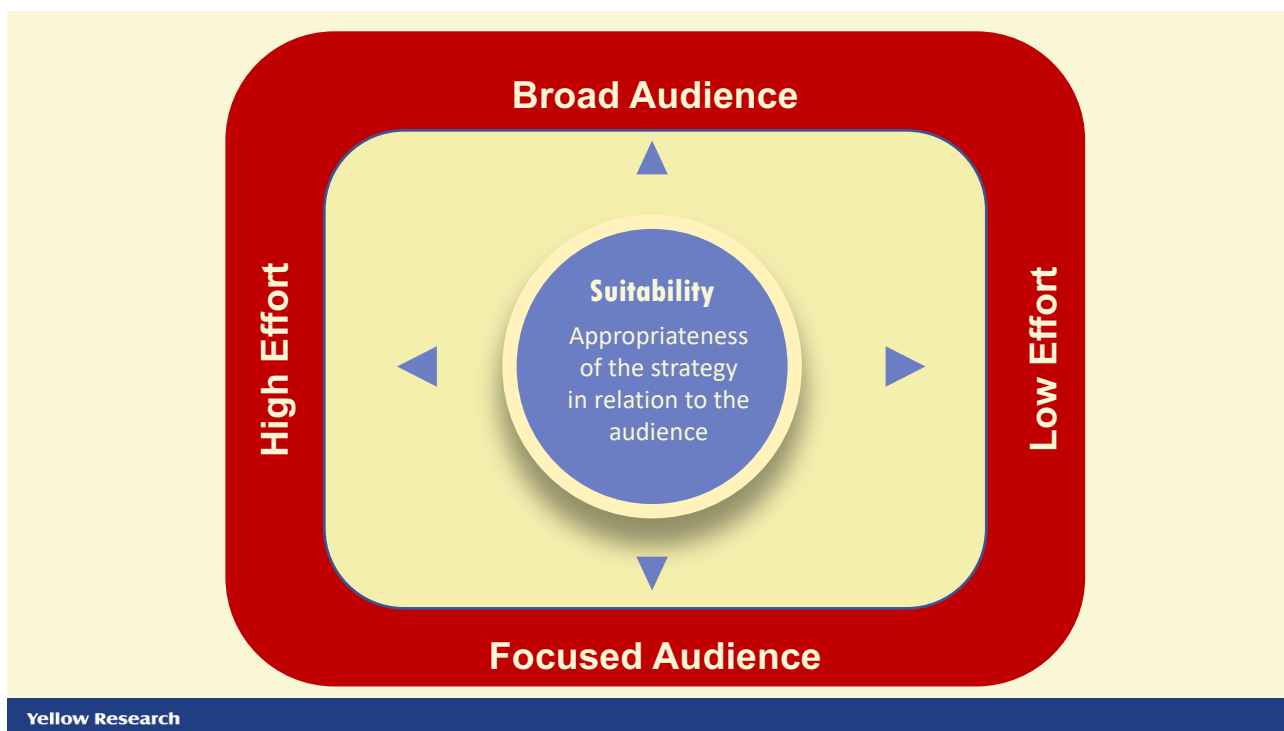 Broad Audience
High Effort
Suitability
Appropriateness
of the strategy
in relation to the
audience
Low Effort
Focused Audience
Yellow Research